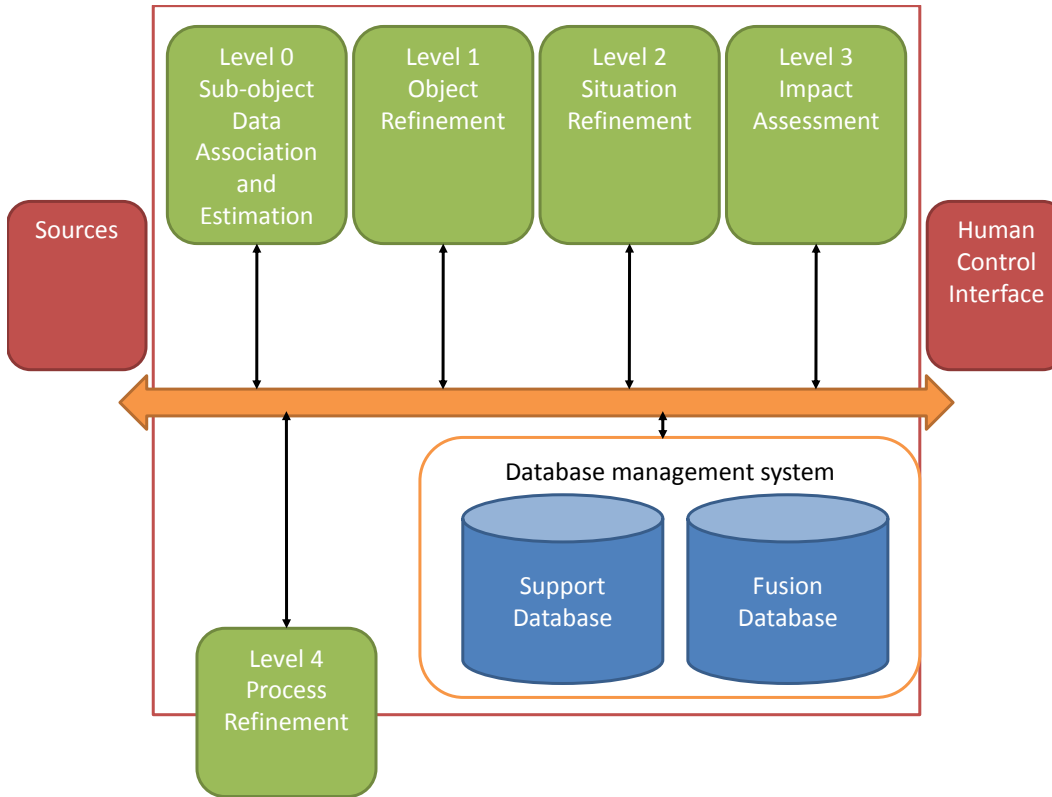 Level 0
Sub-object
Data
Association
and
Estimation
Level 1
Object
Refinement
Level 2
Situation
Refinement
Level 3
Impact
Assessment
Sources
Human
Control
Interface
Database management system
Support
Database
Fusion
Database
Level 4
Process
Refinement